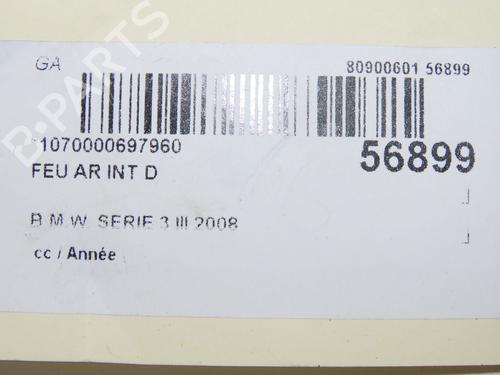 GA
80900601 56899
1070000697960
56899
FEU AR INT D
B.M.W. SERIE 3 III 2008
cc / Année
B-PARTS